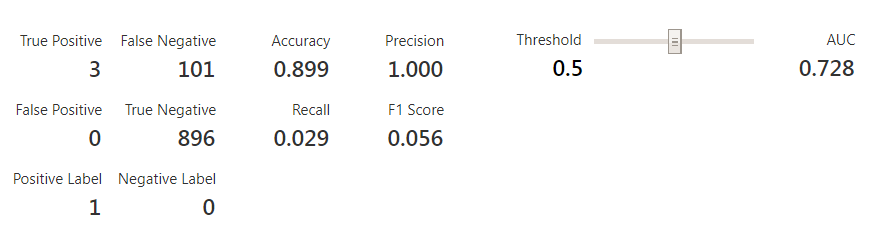 True Positive False Negative Accuracy Precision Threshold AUC
3 101 0.899 1.000 0.5 0.728
False Positive True Negative Recall F1 Score
0 896 0.029 0.056
Positive Label Negative Label
1 0